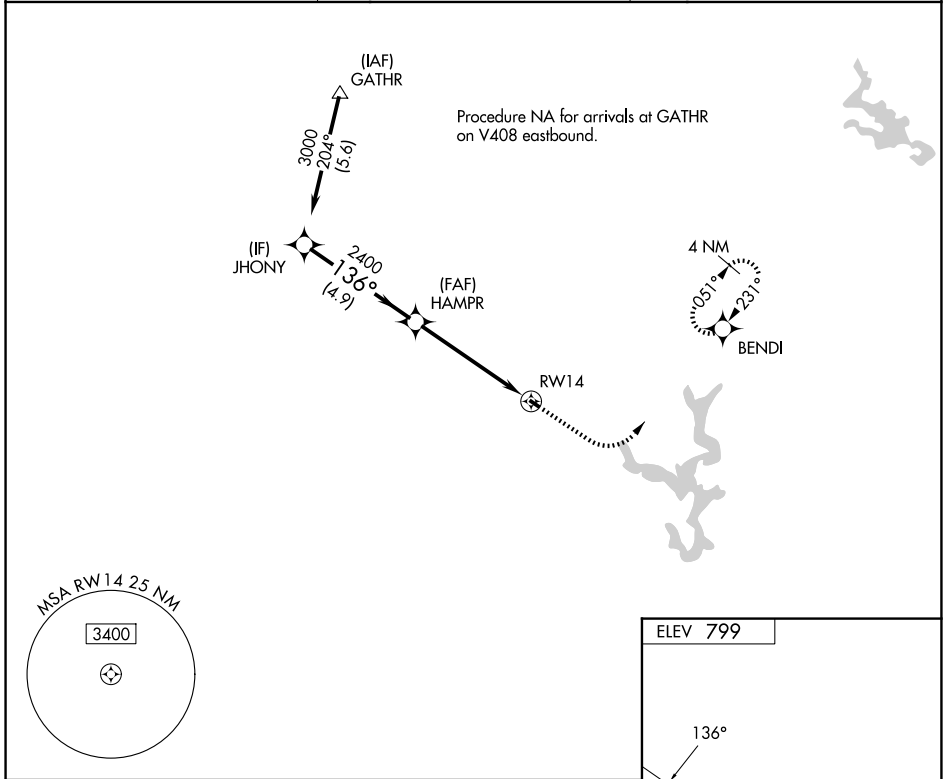 (IAF)
GATHR
Procedure NA for arrivals at GATHR
on V408 eastbound.
3000
204°
(5.6)
(IF)
JHONY
2400
136°
(4.9)
(FAF)
HAMPR
4 NM
051°
231°
BENDI
RW14
MSA RW14 25 NM
3400
ELEV 799
136°